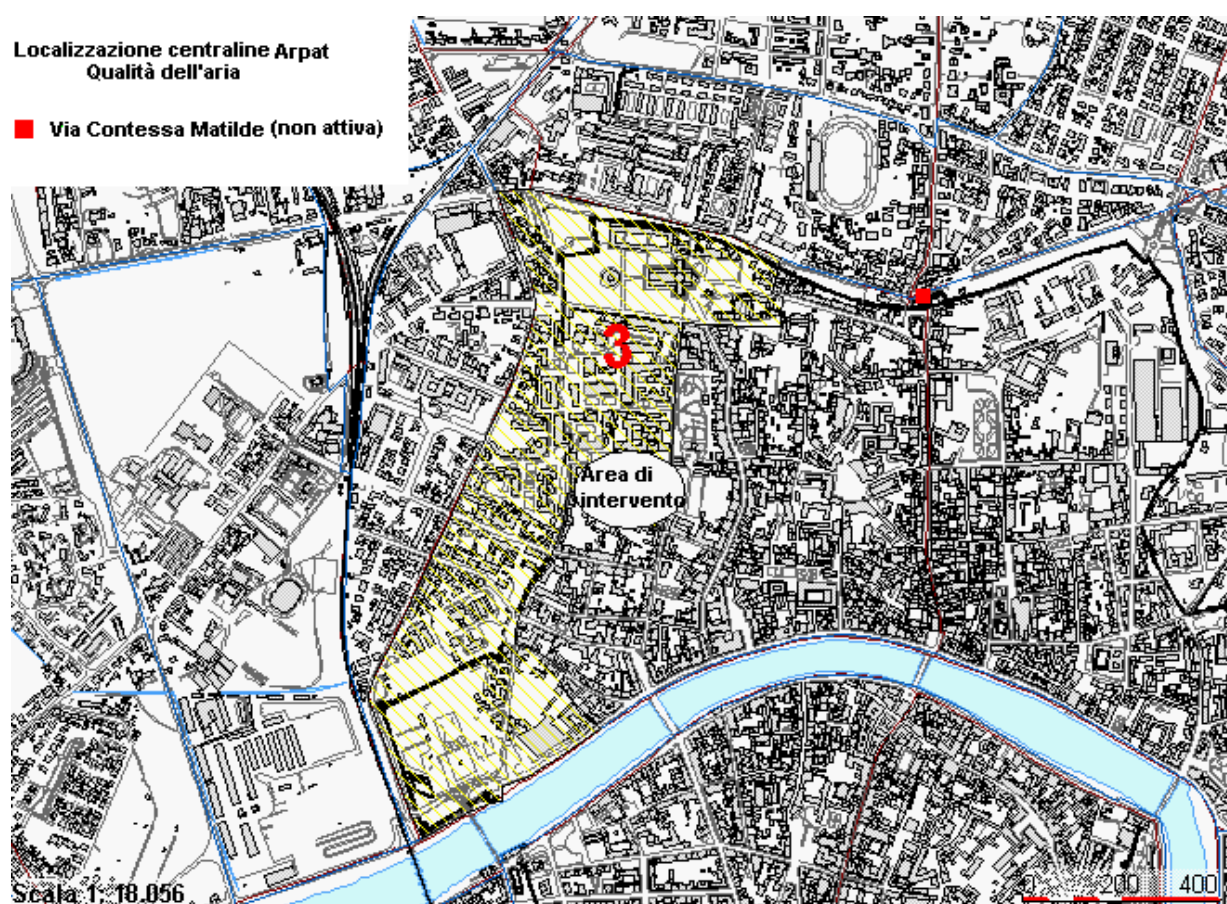 Localizzazione centraline Arpat
Qualità dell'aria
Via Contessa Matilde (non attiva)
3
Area di
intervento
Scala 1: 18.056
0 200 400